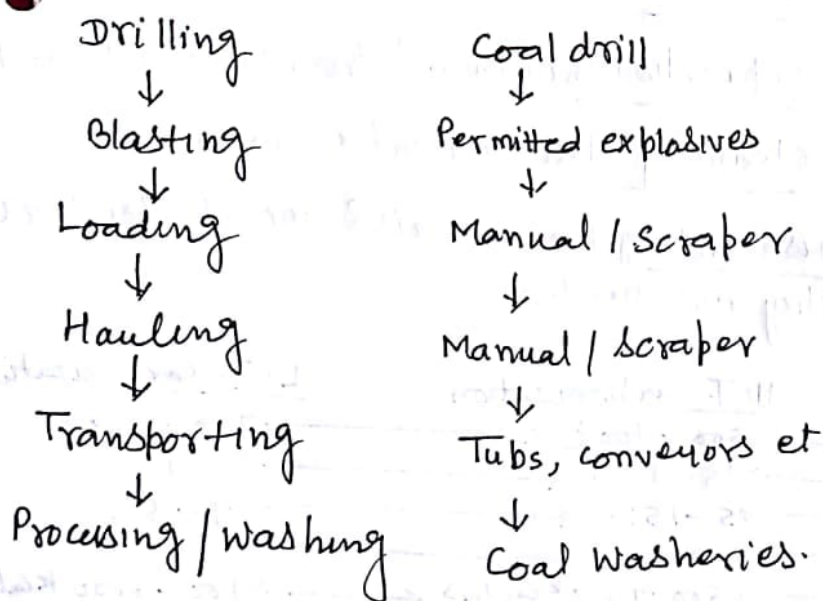 Drilling
↓
Blasting
↓
Loading
↓
Hauling
↓
Transporting
↓
Processing / washing
Coal drill
↓
Permitted explosives
↓
Manual / Scraper
↓
Manual / Scraper
↓
Tubs, conveyors et
↓
Coal Washeries.